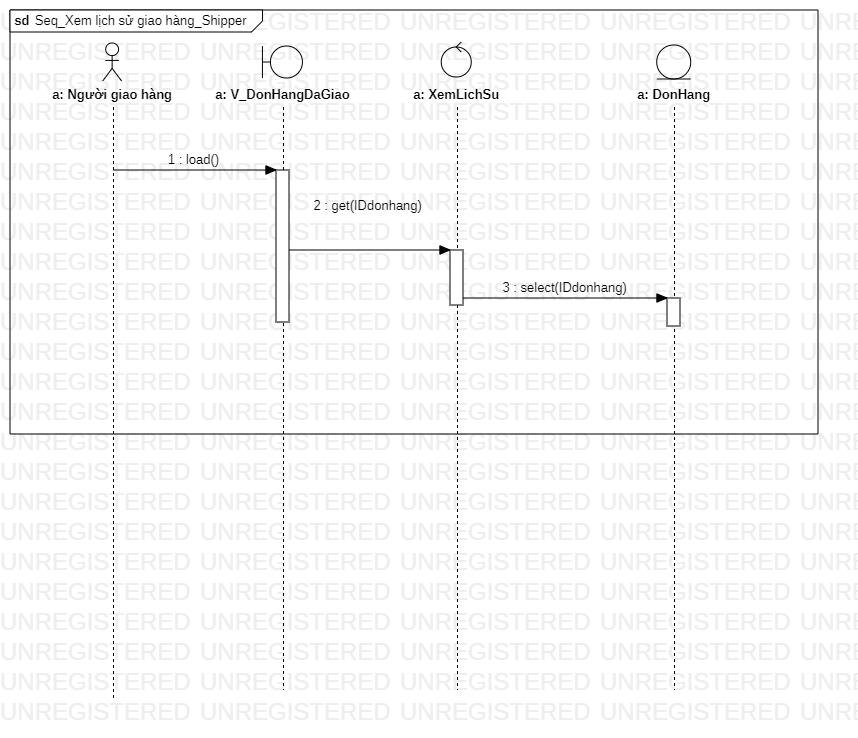 sd Seq_Xem lịch sử giao hàng_Shipper
a: Người giao hàng
a: V_DonHangDaGiao
a: XemLichSu
a: DonHang
1 : load()
2 : get(IDdonhang)
3 : select(IDdonhang)
UNREGISTERED